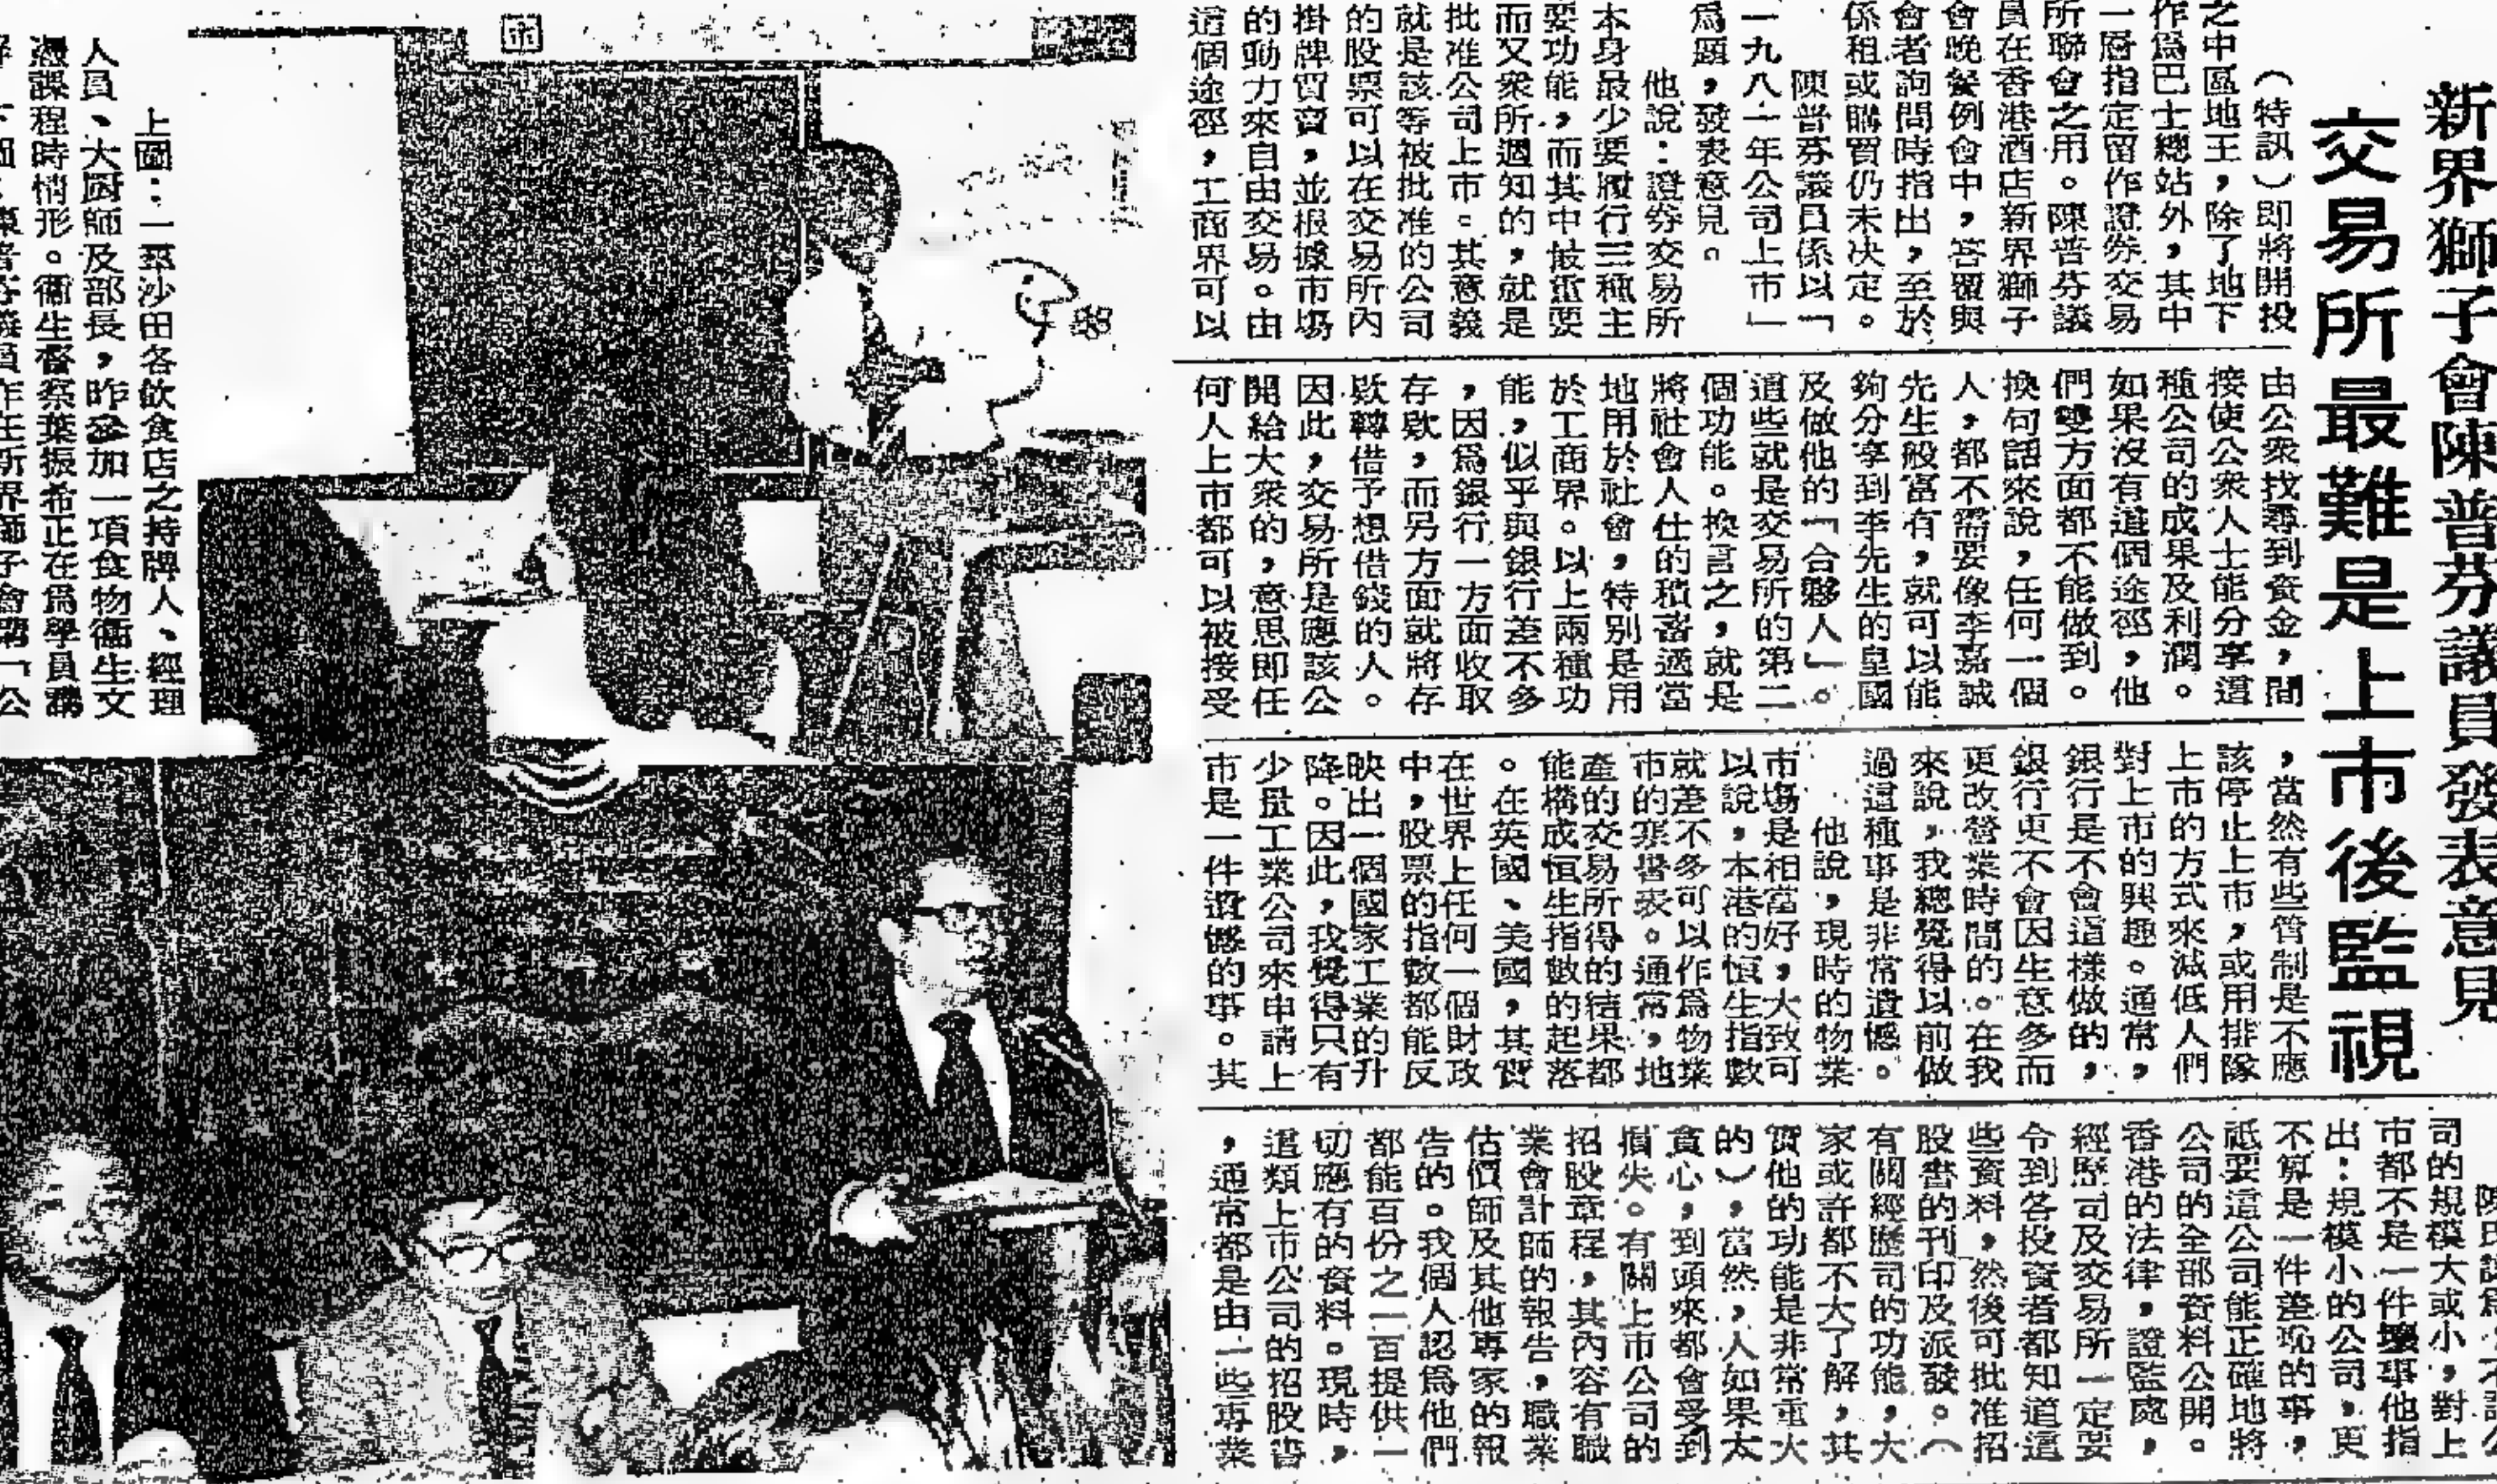 新界獅子會陳普芬議員發表意見
交易所最難是上市後監視
（特訊）即將開投
之中區地王，除了地下
作爲巴士總站外，其中
一層指定留作證券交易
所聯會之用。陳普芬議
員在香港酒店新界獅子
會晚餐例會中，答覆與
會者詢問時指出，至於
係租或購買仍未決定。
陳普芬議員係以「
一九八一年公司上市」
爲題，發表意見。
他說：證券交易所
本身最少要履行三種主
要功能，而其中最重要
而又衆所週知的，就是
批准公司上市。其意義
就是該等被批准的公司
的股票可以在交易所內
掛牌買賣，並根據市場
的動力來自由交易。由
這個途徑，工商界可以
由公衆找尋到資金，間
接使公衆人士能分享這
種公司的成果及利潤。
如果沒有這個途徑，他
們雙方面都不能做到。
換句話來說，任何一個
人，都不需要像李嘉誠
先生般富有，就可以能
夠分享到李先生的皇國
及做他的「合夥人」。
這些就是交易所的第二
個功能。換言之，就是
將社會人仕的積蓄適當
地用於社會，特別是用
於工商界。以上兩種功
能，似乎與銀行差不多
，因爲銀行一方面收取
存欵，而另方面就將存
欵轉借予想借錢的人。
因此，交易所是應該公
開給大衆的，意思即任
何人上市都可以被接受
，當然有些管制是不應
該停止上市，或用排隊
上市的方式來減低人們
對上市的興趣。通常，
銀行是不會這樣做的，
銀行更不會因生意多而
更改營業時間的。在我
來說，我總覺得以前做
過這種事是非常遺憾。
他說，現時的物業
市場是相當好，大致可
以說，本港的恒生指數
就差不多可以作爲物業
市的寒暑表。通常，地
產的交易所得的結果都
能構成恒生指數的起落
。在英國、美國，其實
在世界上任何一個財政
中，股票的指數都能反
映出一個國家工業的升
降。因此，我覺得只有
少量工業公司來申請上
市是一件遺憾的事。其
司的規模大或小，對上
市都不是一件壞事他指
出：規模小的公司，更
不算是一件差恥的事，
祗要這公司能正確地將
公司的全部資料公開。
香港的法律，證監處，
經歷司及交易所一定要
令到各投資者都知道這
些資料，然後可批准招
股書的刊印及派發。（
有關經歷司的功能，大
家或許都不大了解，其
實他的功能是非常重大
的），當然，人如果太
貪心，到頭來都會受到
損失。有關上市公司的
招股章程，其內容有職
業會計師的報告，職業
估價師及其他專家的報
告的。我個人認爲他們
都能百份之一百提供一
切應有的資料。現時，
這類上市公司的招股書
，通常都是由一些專業
上圖：一羣沙田各飲食店之持牌人、經理
人員、大厨師及部長，昨參加一項食物衞生文
憑課程時情形。衞生督察葉振希正在爲學員講